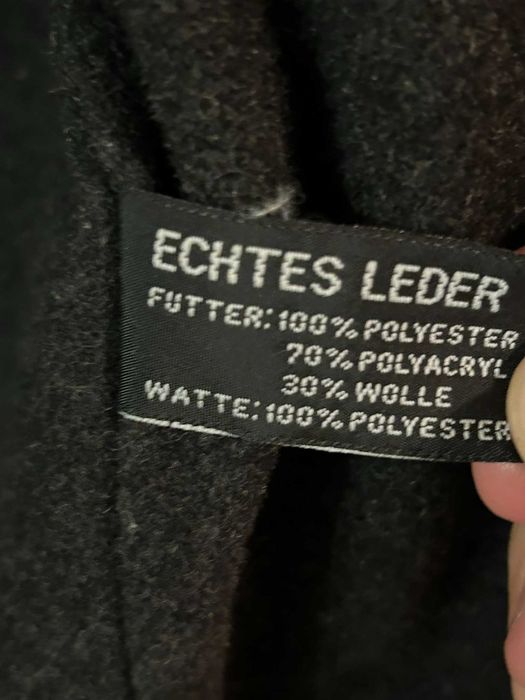 ECHTES LEDER
FUTTER: 100% POLYESTER
70% POLYACRYL
30% WOLLE
WATTE: 100% POLYESTER